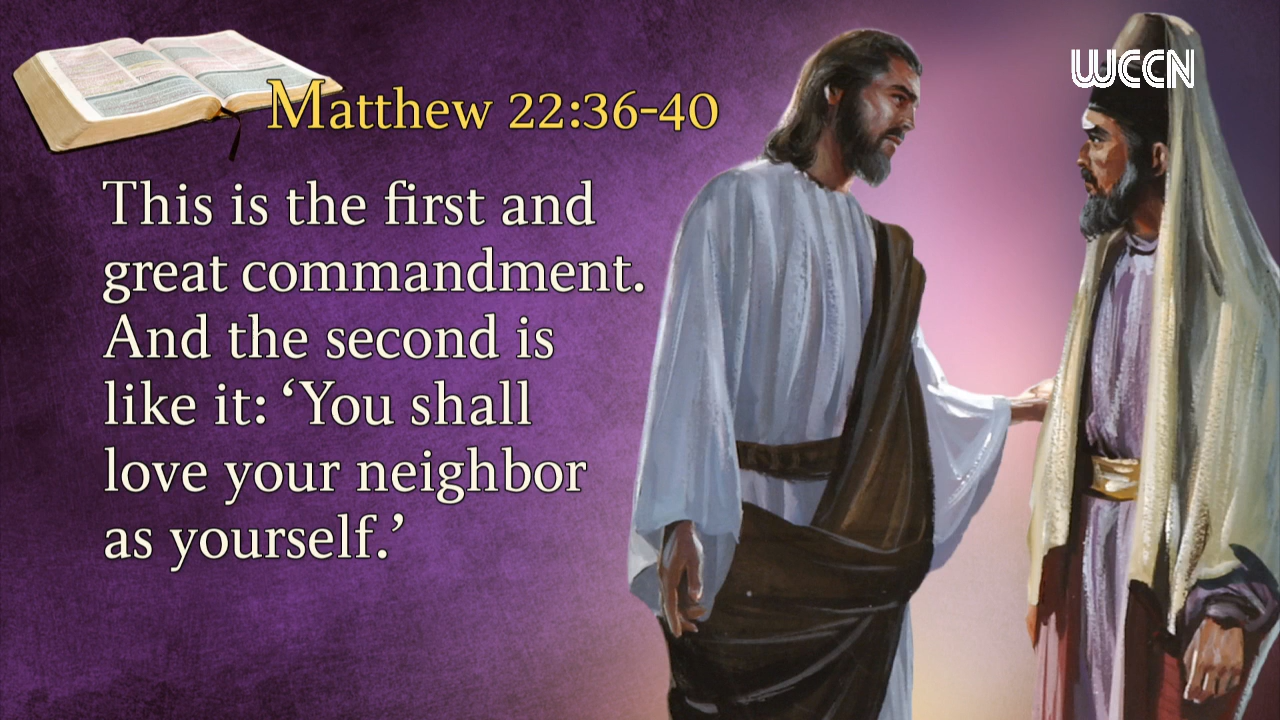 WCCN
Matthew 22:36-40
This is the first and
great commandment.
And the second is
like it: ‘You shall
love your neighbor
as yourself.’